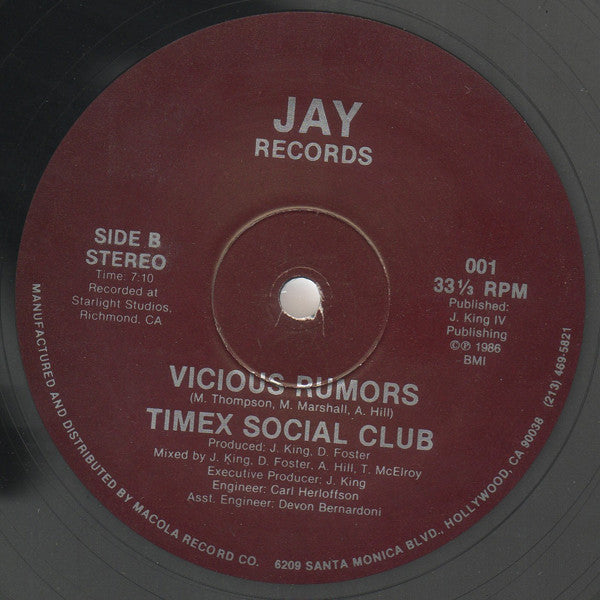 JAY
RECORDS
SIDE B
STEREO
Time: 7:10
Recorded at
Starlight Studios,
Richmond, CA
001
33⅓ RPM
Published:
J. King IV
Publishing
©℗ 1986
BMI
VICIOUS RUMORS
(M. Thompson, M. Marshall, A. Hill)
TIMEX SOCIAL CLUB
Produced: J. King, D. Foster
Mixed by J. King, D. Foster, A. Hill, T. McElroy
Executive Producer: J. King
Engineer: Carl Herloffson
Asst. Engineer: Devon Bernardoni
MANUFACTURED AND DISTRIBUTED BY MACOLA RECORD CO. 6209 SANTA MONICA BLVD., HOLLYWOOD, CA 90038 (213) 469-5821